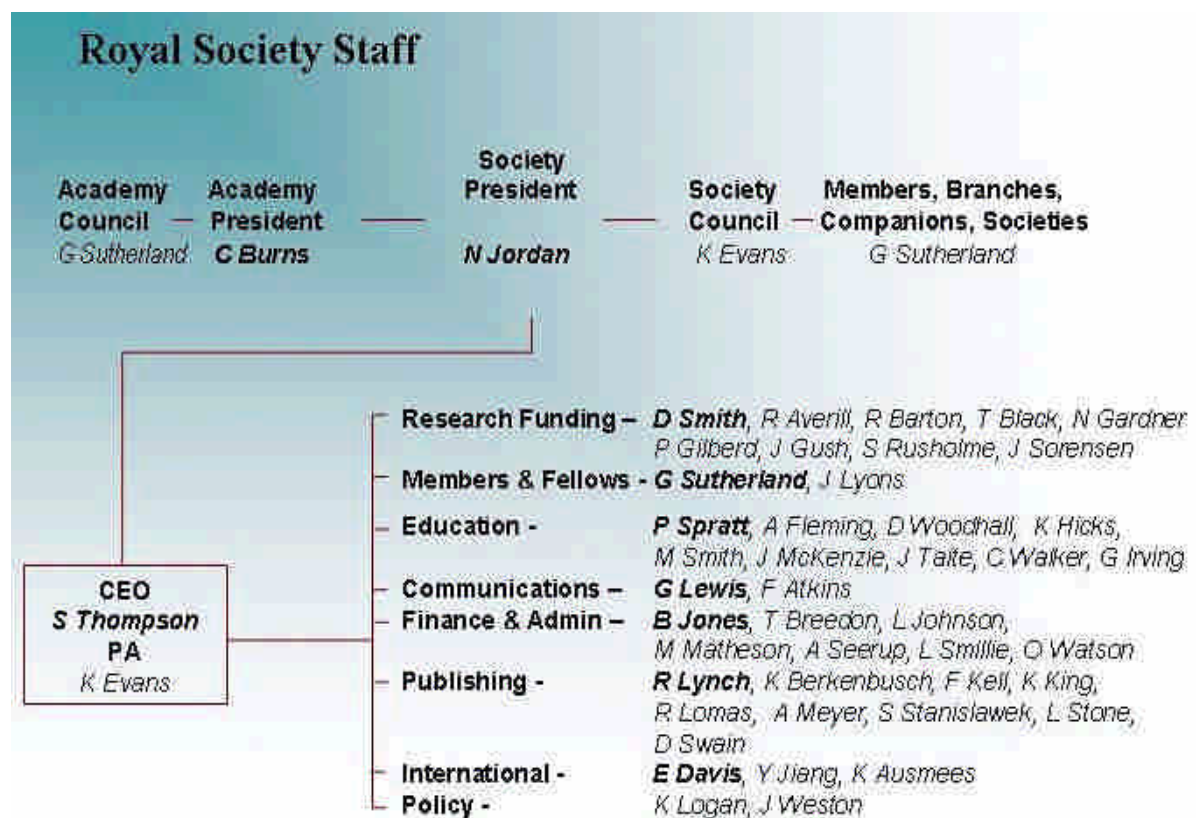 Royal Society Staff
Society
Academy Academy President Society Members, Branches,
Council – President Council – Companions, Societies
G Sutherland C Burns N Jordan K Evans G Sutherland
Research Funding – D Smith, R Averill, R Barton, T Black, N Gardner
P Gilberd, J Gush, S Rusholme, J Sorensen
Members & Fellows - G Sutherland, J Lyons
Education - P Spratt, A Fleming, D Woodhall, K Hicks,
M Smith, J McKenzie, J Taite, C Walker, G Irving
CEO
S Thompson
PA
K Evans
Communications – G Lewis, F Atkins
Finance & Admin – B Jones, T Breedon, L Johnson,
M Matheson, A Seerup, L Smillie, O Watson
Publishing - R Lynch, K Berkenbusch, F Kell, K King,
R Lomas, A Meyer, S Stanislawek, L Stone,
D Swain
International - E Davis, Y Jiang, K Ausmees
Policy - K Logan, J Weston